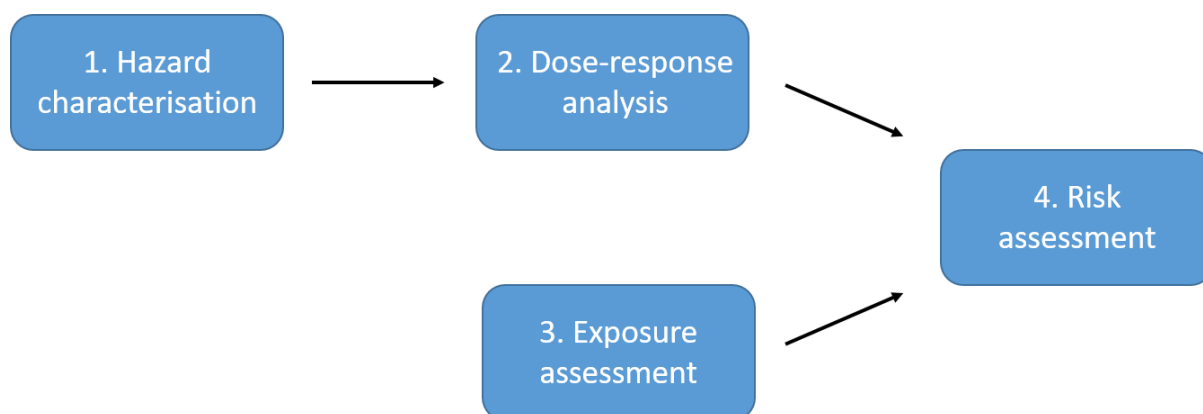 1. Hazard
characterisation
2. Dose-response
analysis
3. Exposure
assessment
4. Risk
assessment